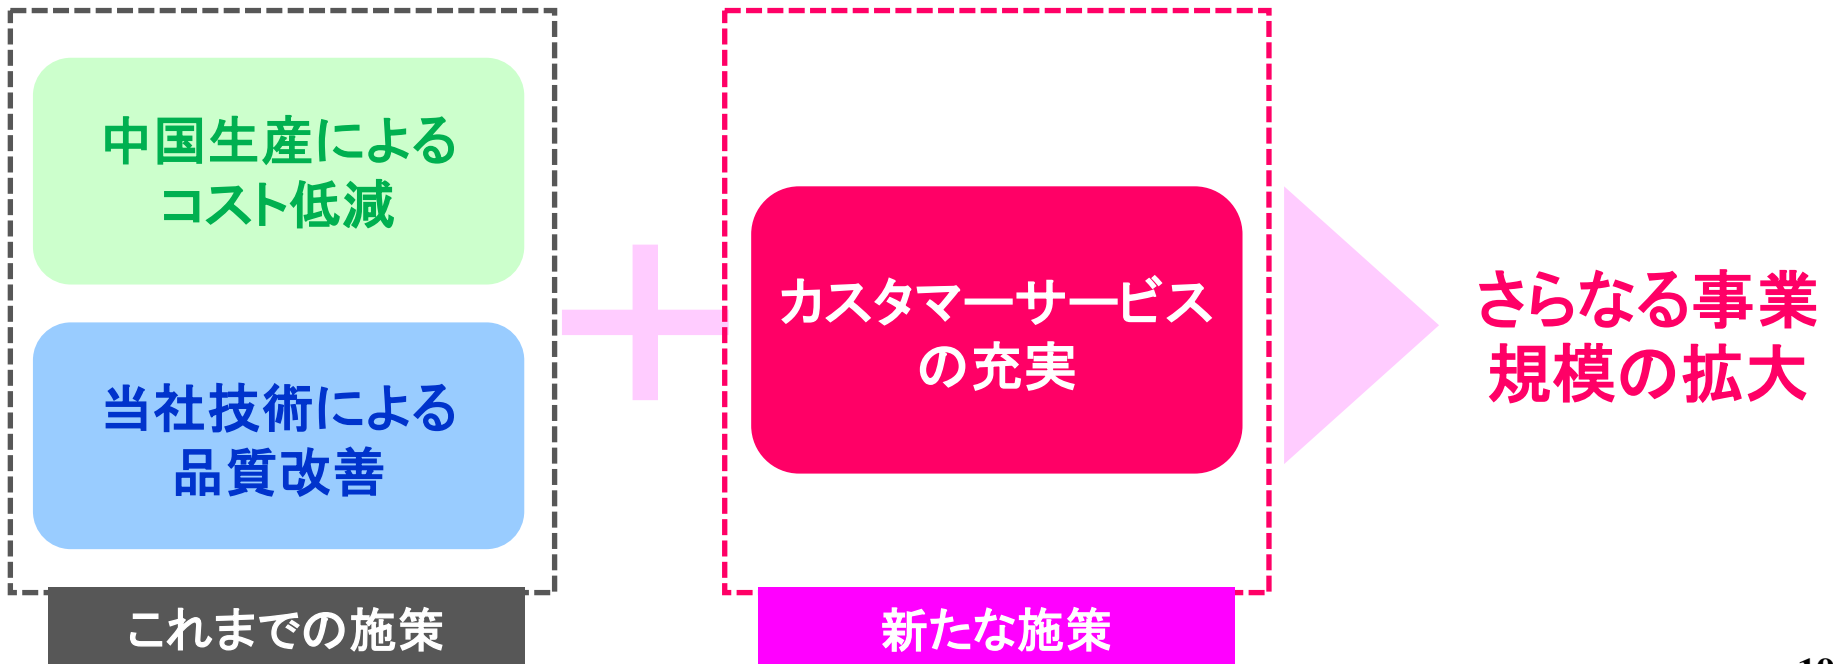 中国生産による
コスト低減
当社技術による
品質改善
これまでの施策
カスタマーサービス
の充実
新たな施策
さらなる事業
規模の拡大